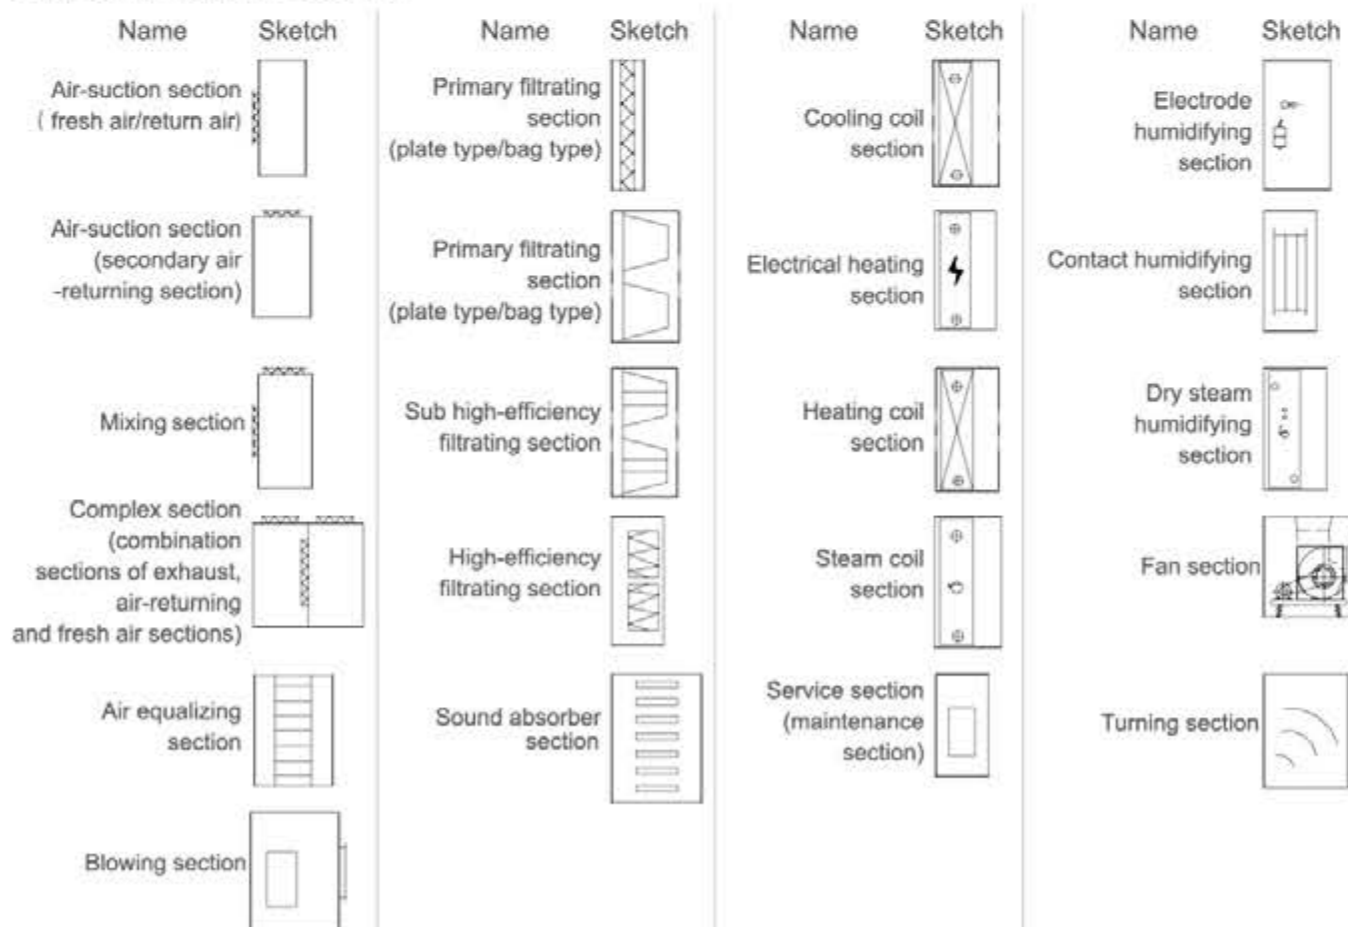 Name Sketch
Air-suction section
( fresh air/return air)
Air-suction section
(secondary air
-returning section)
Mixing section
Complex section
(combination
sections of exhaust,
air-returning
and fresh air sections)
Air equalizing
section
Blowing section
Name Sketch
Primary filtrating
section
(plate type/bag type)
Primary filtrating
section
(plate type/bag type)
Sub high-efficiency
filtrating section
High-efficiency
filtrating section
Sound absorber
section
Name Sketch
Cooling coil
section
Electrical heating
section
Heating coil
section
Steam coil
section
Service section
(maintenance
section)
Name Sketch
Electrode
humidifying
section
Contact humidifying
section
Dry steam
humidifying
section
Fan section
Turning section